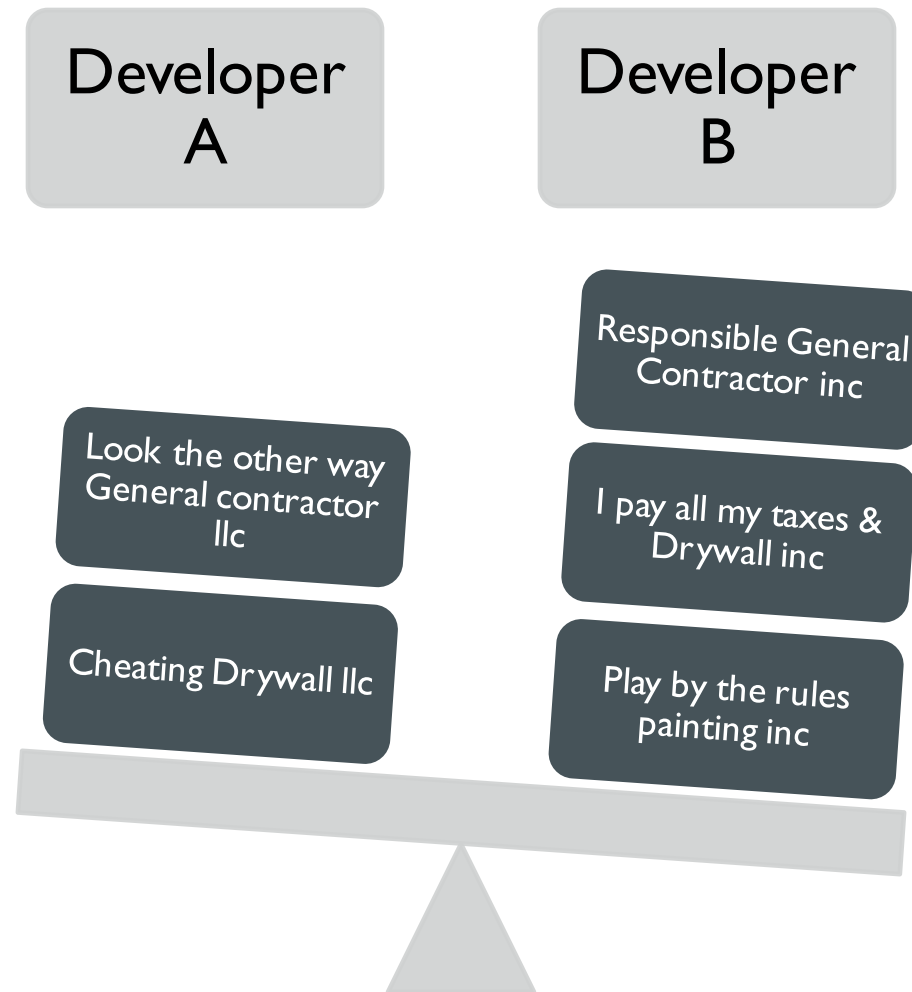 Developer
A
Developer
B
Look the other way
General contractor
llc
Cheating Drywall llc
Responsible General
Contractor inc
I pay all my taxes &
Drywall inc
Play by the rules
painting inc